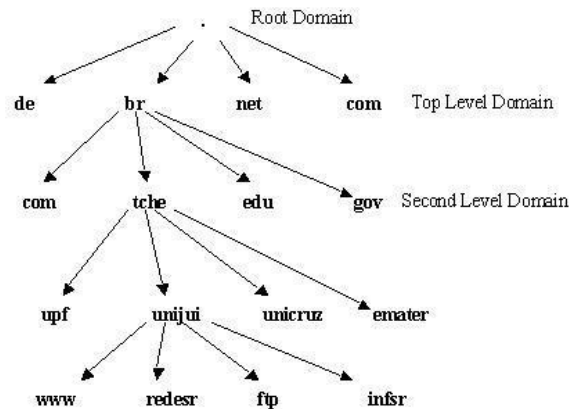 . Root Domain
de br net com Top Level Domain
com tche edu gov Second Level Domain
upf unijui unicruz emater
www redesr ftp infsr